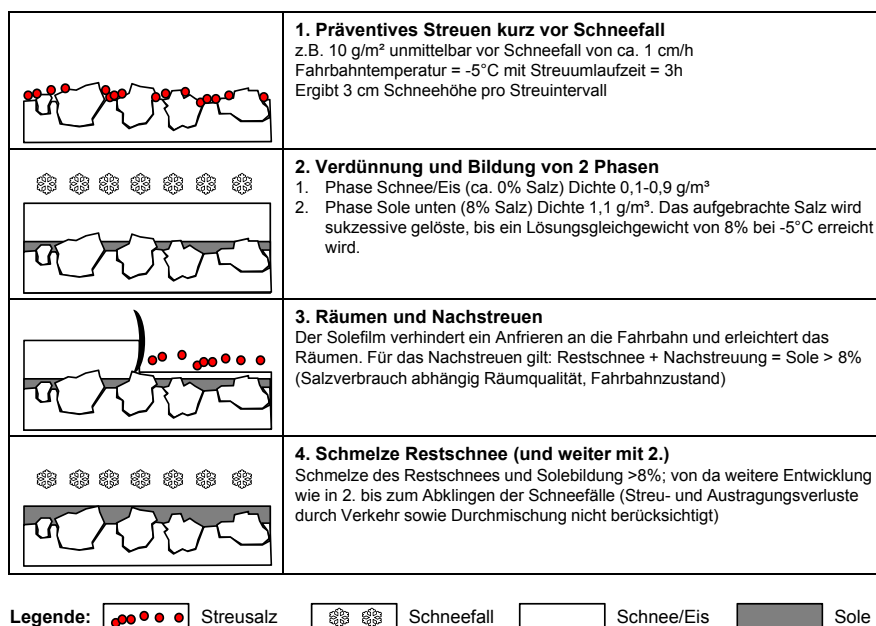 1. Präventives Streuen kurz vor Schneefall
z.B. 10 g/m² unmittelbar vor Schneefall von ca. 1 cm/h
Fahrbahntemperatur = -5°C mit Streuumlaufzeit = 3h
Ergibt 3 cm Schneehöhe pro Streuintervall
2. Verdünnung und Bildung von 2 Phasen
1. Phase Schnee/Eis (ca. 0% Salz) Dichte 0,1-0,9 g/m³
2. Phase Sole unten (8% Salz) Dichte 1,1 g/m³. Das aufgebrachte Salz wird
sukzessive gelöste, bis ein Lösungsgleichgewicht von 8% bei -5°C erreicht
wird.
3. Räumen und Nachstreuen
Der Solefilm verhindert ein Anfrieren an die Fahrbahn und erleichtert das
Räumen. Für das Nachstreuen gilt: Restschnee + Nachstreuung = Sole > 8%
(Salzverbrauch abhängig Räumqualität, Fahrbahnzustand)
4. Schmelze Restschnee (und weiter mit 2.)
Schmelze des Restschnees und Solebildung >8%; von da weitere Entwicklung
wie in 2. bis zum Abklingen der Schneefälle (Streu- und Austragungsverluste
durch Verkehr sowie Durchmischung nicht berücksichtigt)
Legende: Streusalz Schneefall Schnee/Eis Sole